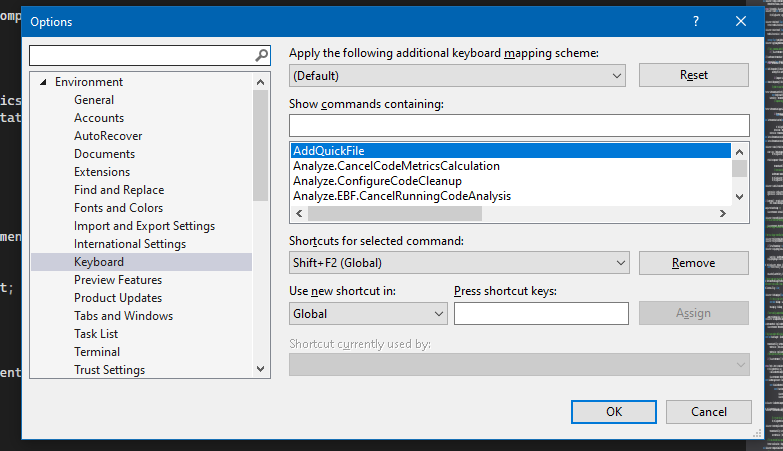 omp
ics
tat
men
t;
ent
Options
?
Environment
General
Accounts
AutoRecover
Documents
Extensions
Find and Replace
Fonts and Colors
Import and Export Settings
International Settings
Keyboard
Preview Features
Product Updates
Tabs and Windows
Task List
Terminal
Trust Settings
Apply the following additional keyboard mapping scheme:
(Default)
Reset
Show commands containing:
AddQuickFile
Analyze.CancelCodeMetricsCalculation
Analyze.ConfigureCodeCleanup
Analyze.EBF.CancelRunningCodeAnalysis
Shortcuts for selected command:
Shift+F2 (Global)
Remove
Use new shortcut in:
Press shortcut keys:
Global
Assign
Shortcut currently used by:
OK
Cancel